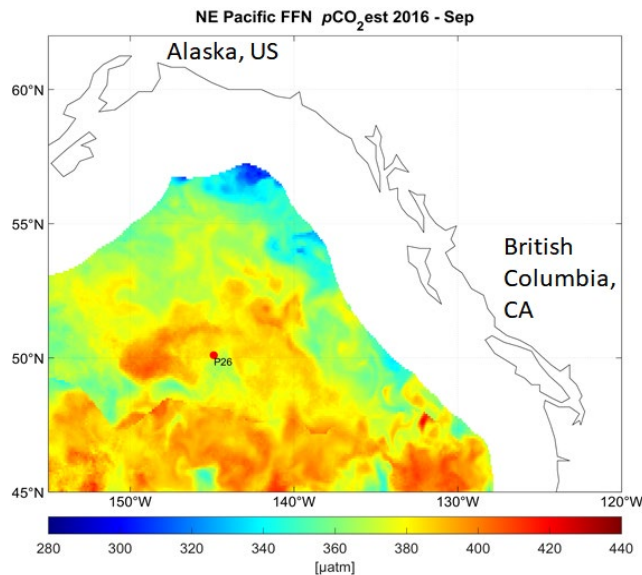 NE Pacific FFN pCO2est 2016 - Sep
Alaska, US
60°N
55°N
British
Columbia,
CA
50°N
P26
45°N
150°W 140°W 130°W 120°W
280 300 320 340 360 380 400 420 440
[µatm]